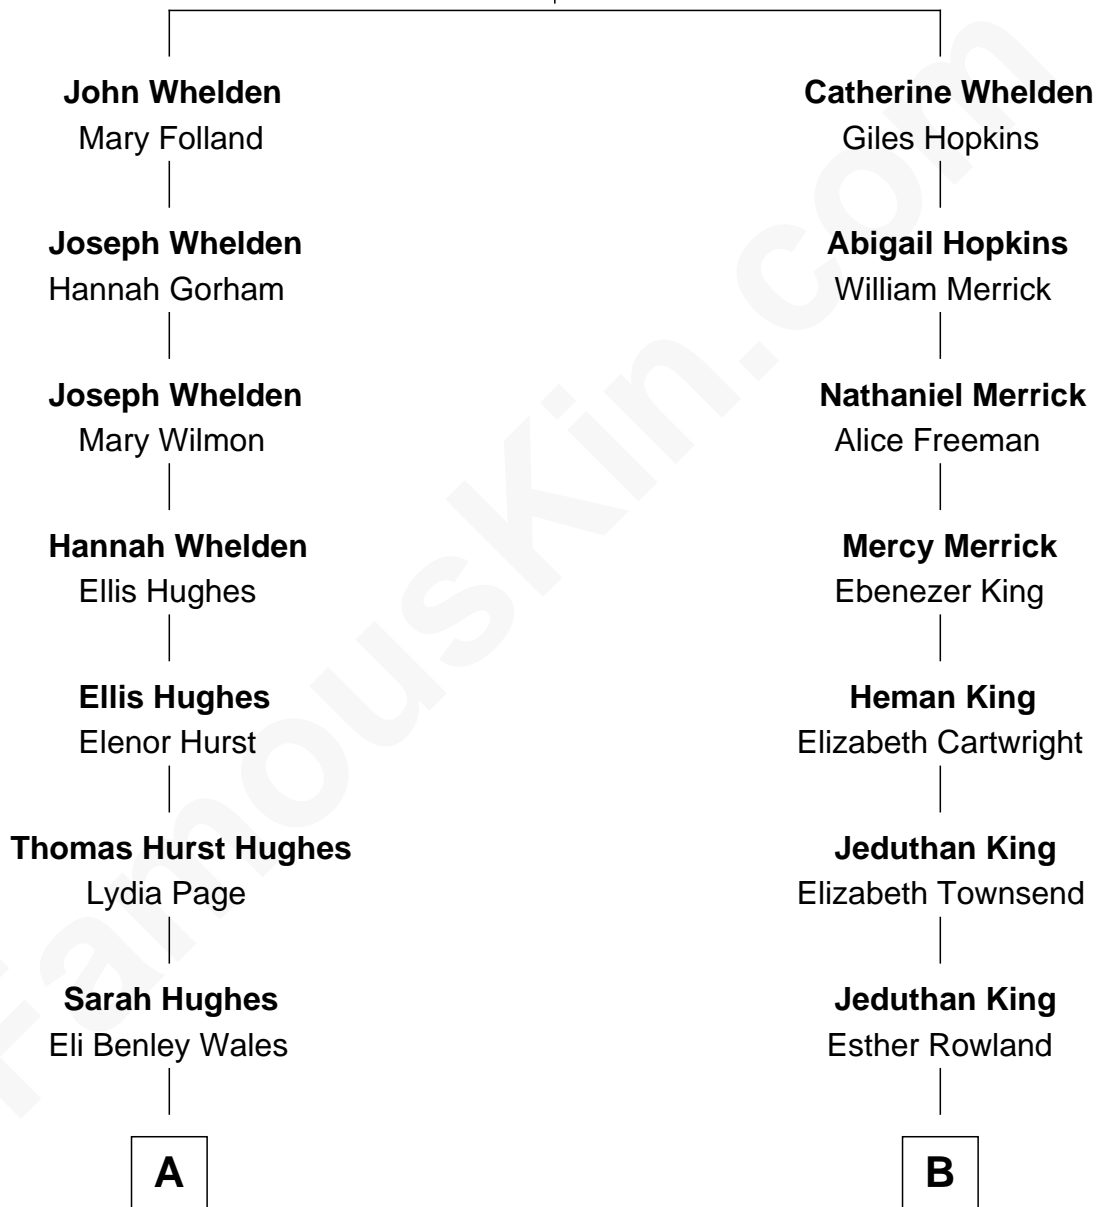 John Whelden
Mary Folland
Joseph Whelden
Hannah Gorham
Joseph Whelden
Mary Wilmon
Hannah Whelden
Ellis Hughes
Ellis Hughes
Elenor Hurst
Thomas Hurst Hughes
Lydia Page
Sarah Hughes
Eli Benley Wales
A
Catherine Whelden
Giles Hopkins
Abigail Hopkins
William Merrick
Nathaniel Merrick
Alice Freeman
Mercy Merrick
Ebenezer King
Heman King
Elizabeth Cartwright
Jeduthan King
Elizabeth Townsend
Jeduthan King
Esther Rowland
B
FamousKin.com